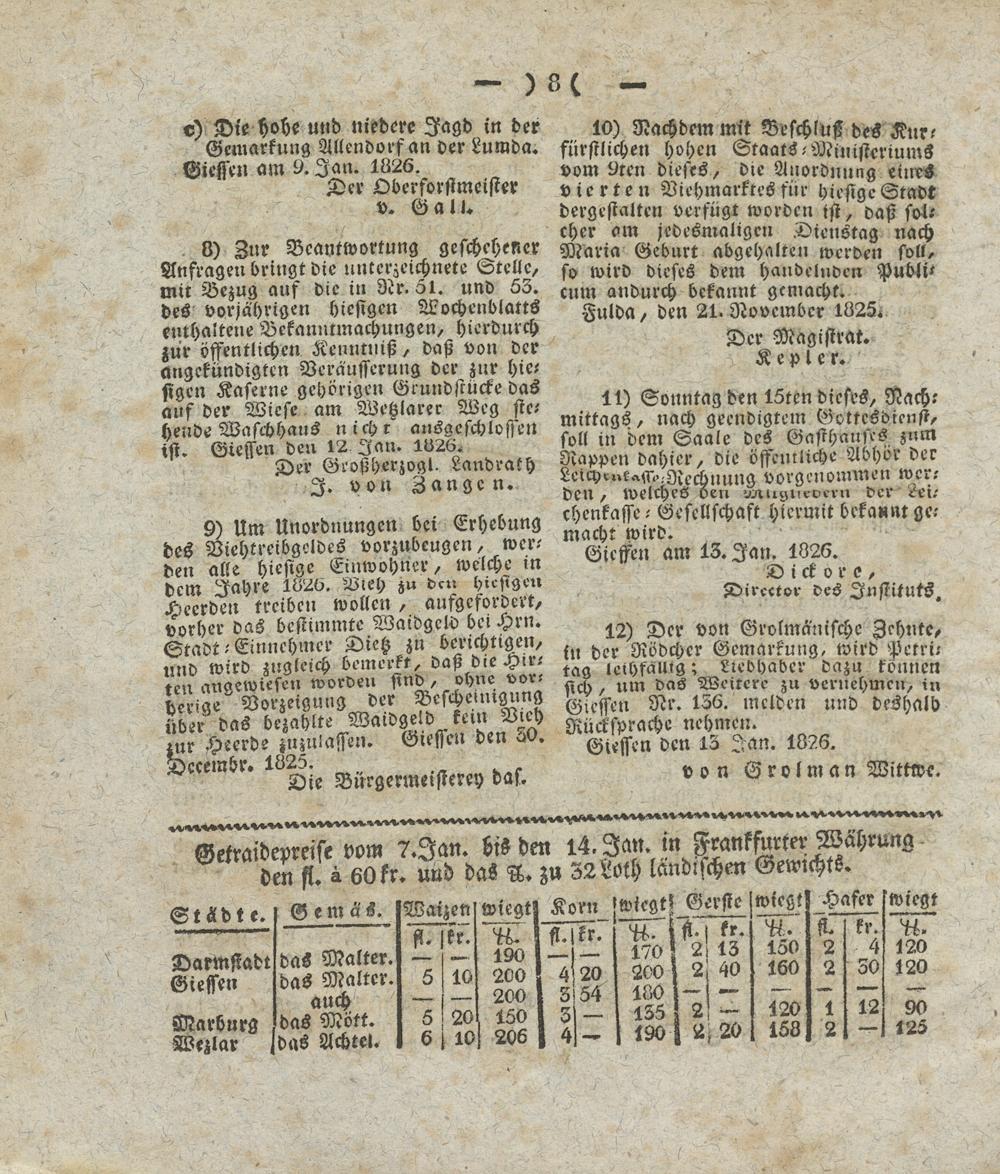 — )8( —
c) Die hohe und niedere Jagd in der
Gemarkung Allendorf an der Lumda.
Giessen am 9. Jan. 1826.
Der Oberforstmeister
v. Gall.
8) Zur Beantwortung geschehener
Anfragen bringt die unterzeichnete Stelle,
mit Bezug auf die in Nr. 51. und 53.
des vorjährigen hiesigen Wochenblatts
enthaltene Bekanntmachungen, hierdurch
zur öffentlichen Kenntniß, daß von der
angekündigten Veräusserung der zur hie-
sigen Kaserne gehörigen Grundstücke das
auf der Wiese am Wetzlarer Weg ste-
hende Waschhaus nicht ausgeschlossen
ist. Giessen den 12 Jan. 1826.
Der Großherzogl. Landrath
J. von Zangen.
9) Um Unordnungen bei Erhebung
des Viehtreibgeldes vorzubeugen, wer-
den alle hiesige Einwohner, welche in
dem Jahre 1826. Vieh zu den hiesigen
Heerden treiben wollen, aufgefordert,
vorher das bestimmte Waidgeld bei Hrn.
Stadt-Einnehmer Dietz zu berichtigen,
und wird zugleich bemerkt, daß die Hir-
ten angewiesen worden sind, ohne vor-
herige Vorzeigung der Bescheinigung
über das bezahlte Waidgeld kein Vieh
zur Heerde zuzulassen. Giessen den 30.
Decembr. 1825.
Die Bürgermeisterey das.
10) Nachdem mit Beschluß des Kur-
fürstlichen hohen Staats-Ministeriums
vom 9ten dieses, die Anordnung eines
vierten Viehmarktes für hiesige Stadt
dergestalten verfügt worden ist, daß sol-
cher am jedesmaligen Dienstag nach
Maria Geburt abgehalten werden soll,
so wird dieses dem handelnden Publi-
cum andurch bekannt gemacht.
Fulda, den 21. November 1825.
Der Magistrat.
Kepler.
11) Sonntag den 15ten dieses, Nach-
mittags, nach geendigtem Gottesdienst,
soll in dem Saale des Gasthauses zum
Rappen dahier, die öffentliche Abhör der
Leichenkasse-Rechnung vorgenommen wer-
den, welches den Mitgliedern der Lei-
chenkasse-Gesellschaft hiermit bekannt ge-
macht wird.
Giessen am 13. Jan. 1826.
Dickore,
Director des Instituts.
12) Der von Grolmänische Zehnte,
in der Rödcher Gemarkung, wird Petri-
tag leihfällig; Liebhaber dazu können
sich, um das Weitere zu vernehmen, in
Giessen Nr. 136. melden und deshalb
Rücksprache nehmen.
Giessen den 13 Jan. 1826.
von Grolman Wittwe.
Getraidepreise vom 7. Jan. bis den 14. Jan. in Frankfurter Währung
den fl. à 60 kr. und das ℔. zu 32 Loth ländischen Gewichts.
Städte. Gemäs. Waizen wiegt Korn wiegt Gerste wiegt Hafer wiegt
fl. kr. ℔. fl. kr. ℔. fl. kr. ℔. fl. kr. ℔.
Darmstadt das Malter. — — 190 — — 170 2 13 150 2 4 120
Giessen das Malter. 5 10 200 4 20 200 2 40 160 2 30 120
auch — — 200 3 54 180 — — — — — —
Marburg das Mött. 5 20 150 3 — 135 2 — 120 1 12 90
Wezlar das Achtel. 6 10 206 4 — 190 2 20 158 2 — 125